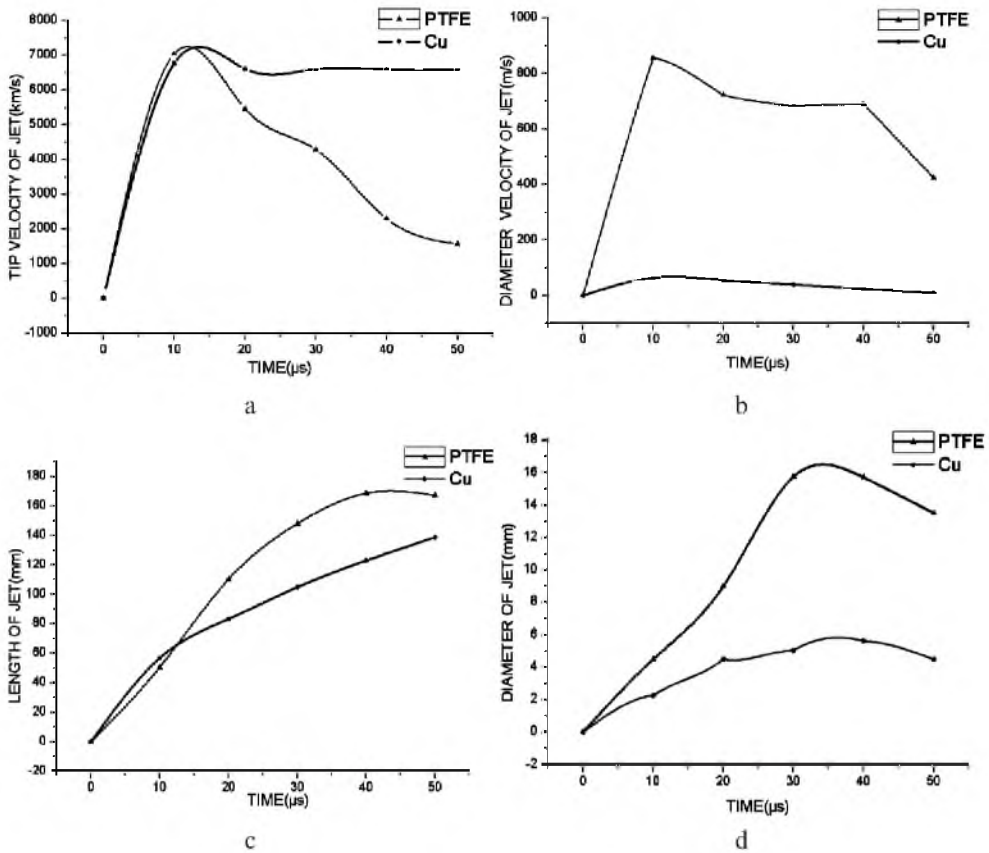 PTFE
Cu
8000
7000
6000
5000
4000
3000
2000
1000
0
-1000
TIP VELOCITY OF JET(km/s)
0 10 20 30 40 50
TIME(μs)
a
PTFE
Cu
1000
800
600
400
200
0
DIAMETER VELOCITY OF JET(m/s)
0 10 20 30 40 50
TIME(μs)
b
PTFE
Cu
180
160
140
120
100
80
60
40
20
0
-20
LENGTH OF JET(mm)
0 10 20 30 40 50
TIME(μs)
c
PTFE
Cu
18
16
14
12
10
8
6
4
2
0
-2
DIAMETER OF JET(mm)
0 10 20 30 40 50
TIME(μs)
d